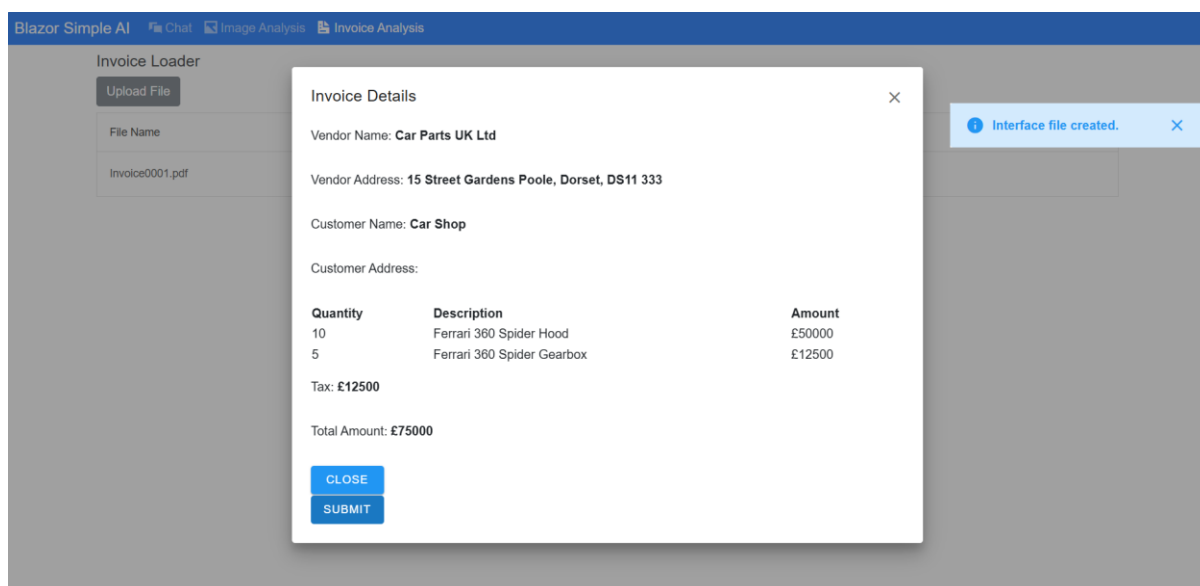 Blazor Simple AI Chat Image Analysis Invoice Analysis
Invoice Loader
Upload File
File Name
Invoice0001.pdf
Invoice Details
Vendor Name: Car Parts UK Ltd
Vendor Address: 15 Street Gardens Poole, Dorset, DS11 333
Customer Name: Car Shop
Customer Address:
Quantity Description Amount
10 Ferrari 360 Spider Hood £50000
5 Ferrari 360 Spider Gearbox £12500
Tax: £12500
Total Amount: £75000
CLOSE
SUBMIT
Interface file created.